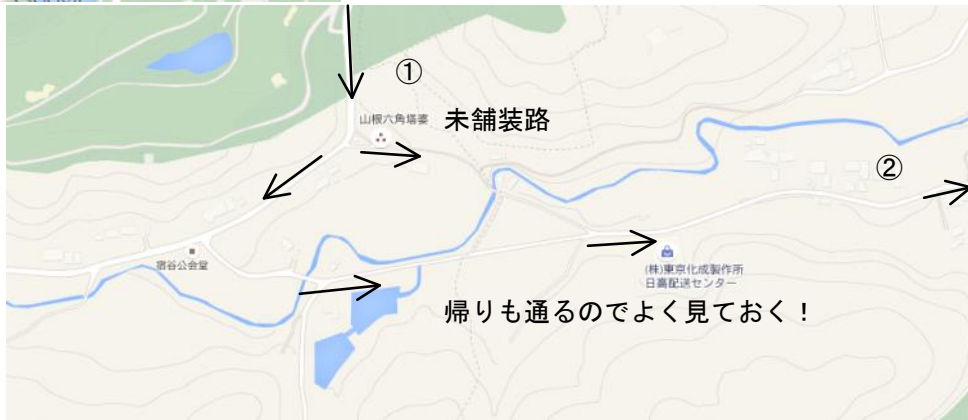 ①
山根六角塔婆
未舗装路
②
宿谷公会堂
(株)東京化成製作所
日高配送センター
帰りも通るのでよく見ておく！